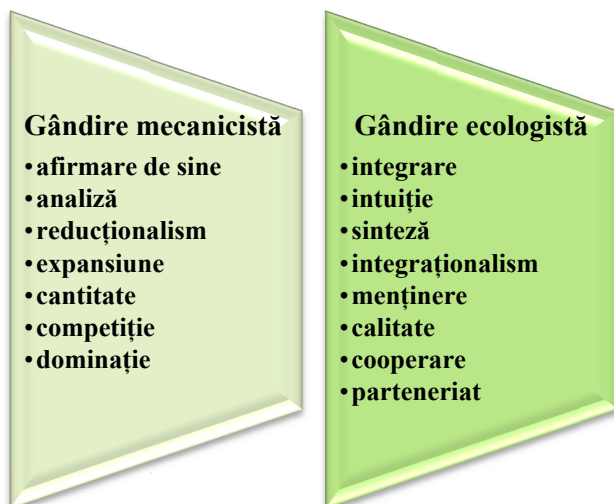 Gândire mecanicistă
•afirmare de sine
•analiză
•reducționalism
•expansiune
•cantitate
•competiție
•dominație
Gândire ecologistă
•integrare
•intuiție
•sinteză
•integraționalism
•menținere
•calitate
•cooperare
•parteneriat